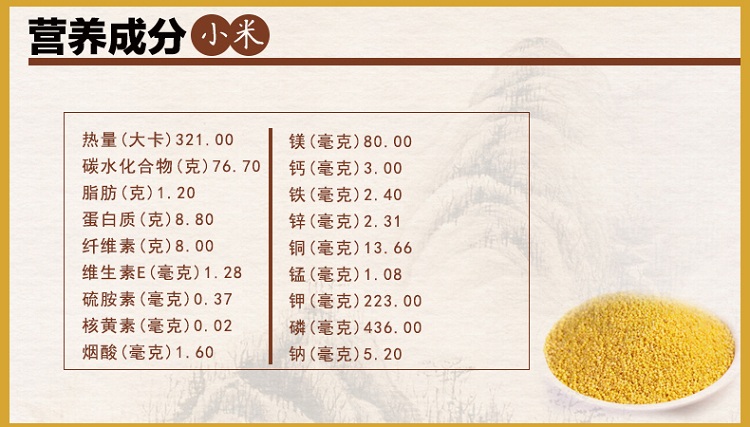 营养成分 小米
热量(大卡)321.00
碳水化合物(克)76.70
脂肪(克)1.20
蛋白质(克)8.80
纤维素(克)8.00
维生素E(毫克)1.28
硫胺素(毫克)0.37
核黄素(毫克)0.02
烟酸(毫克)1.60
镁(毫克)80.00
钙(毫克)3.00
铁(毫克)2.40
锌(毫克)2.31
铜(毫克)13.66
锰(毫克)1.08
钾(毫克)223.00
磷(毫克)436.00
钠(毫克)5.20